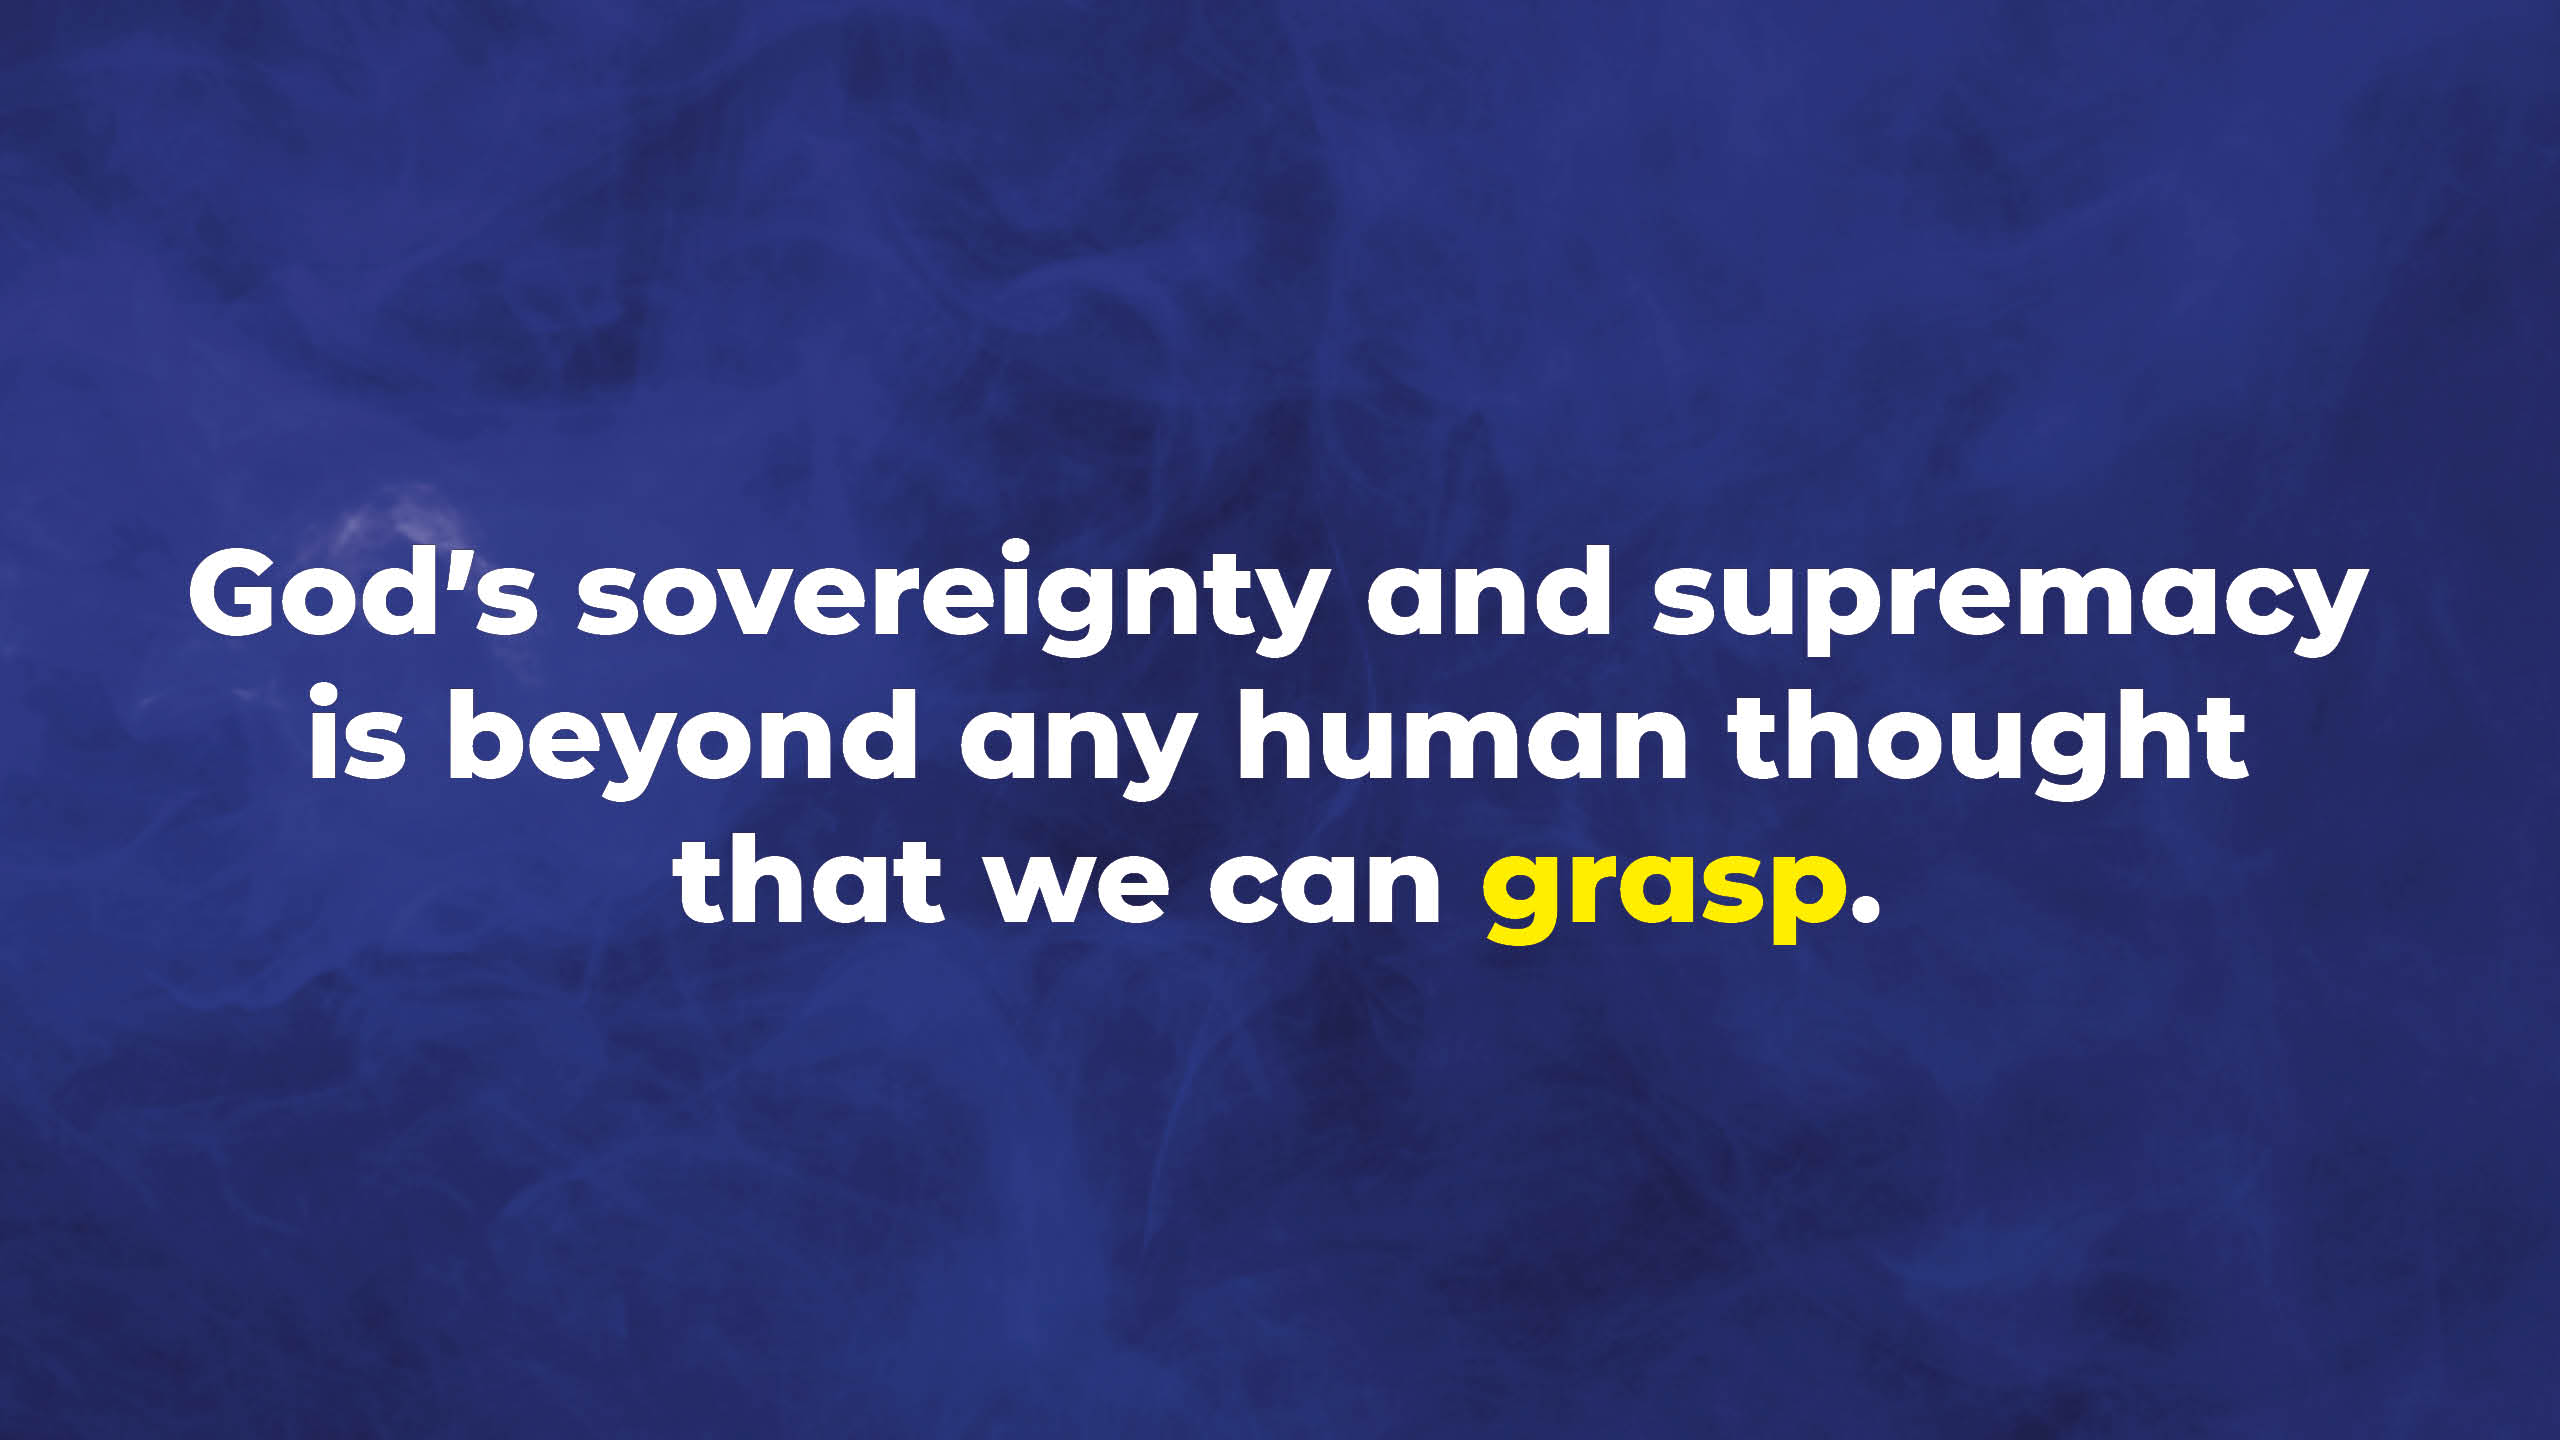 God's sovereignty and supremacy
is beyond any human thought
that we can grasp.